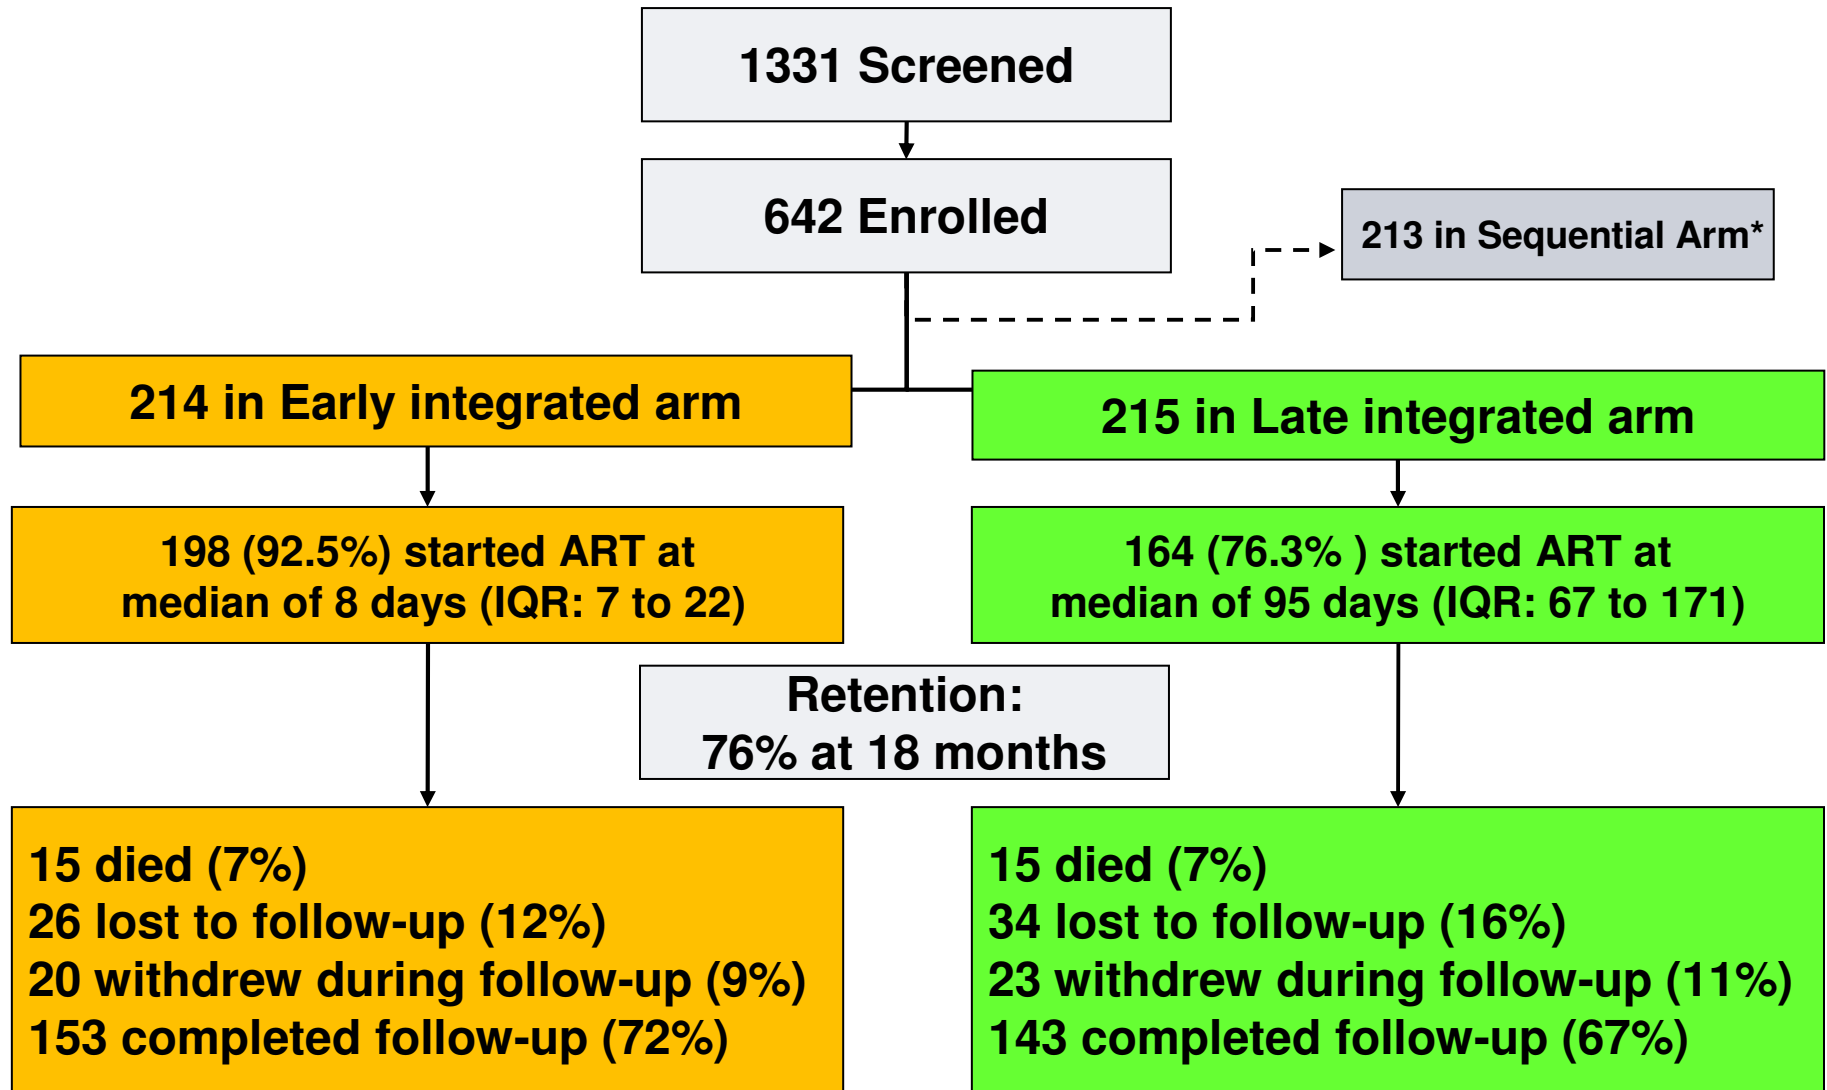 1331 Screened
642 Enrolled
213 in Sequential Arm*
214 in Early integrated arm
215 in Late integrated arm
198 (92.5%) started ART at
median of 8 days (IQR: 7 to 22)
164 (76.3% ) started ART at
median of 95 days (IQR: 67 to 171)
Retention:
76% at 18 months
15 died (7%)
26 lost to follow-up (12%)
20 withdrew during follow-up (9%)
153 completed follow-up (72%)
15 died (7%)
34 lost to follow-up (16%)
23 withdrew during follow-up (11%)
143 completed follow-up (67%)